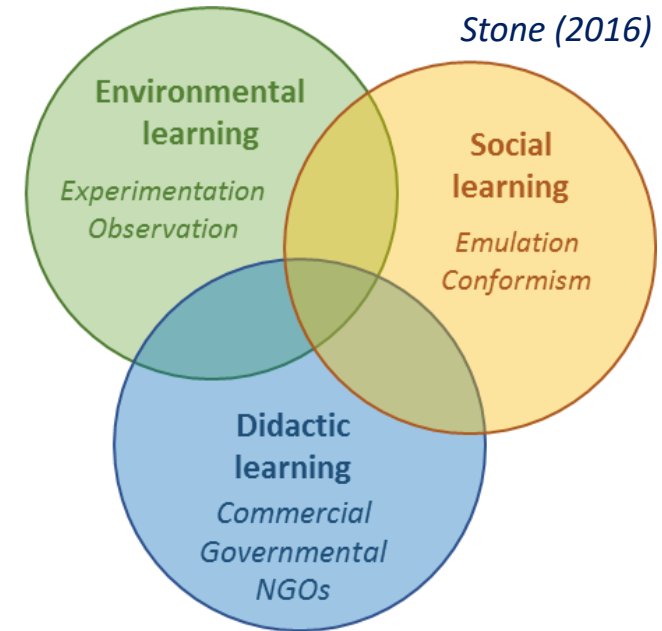 Stone (2016)
Environmental
learning
Experimentation
Observation
Social
learning
Emulation
Conformism
Didactic
learning
Commercial
Governmental
NGOs